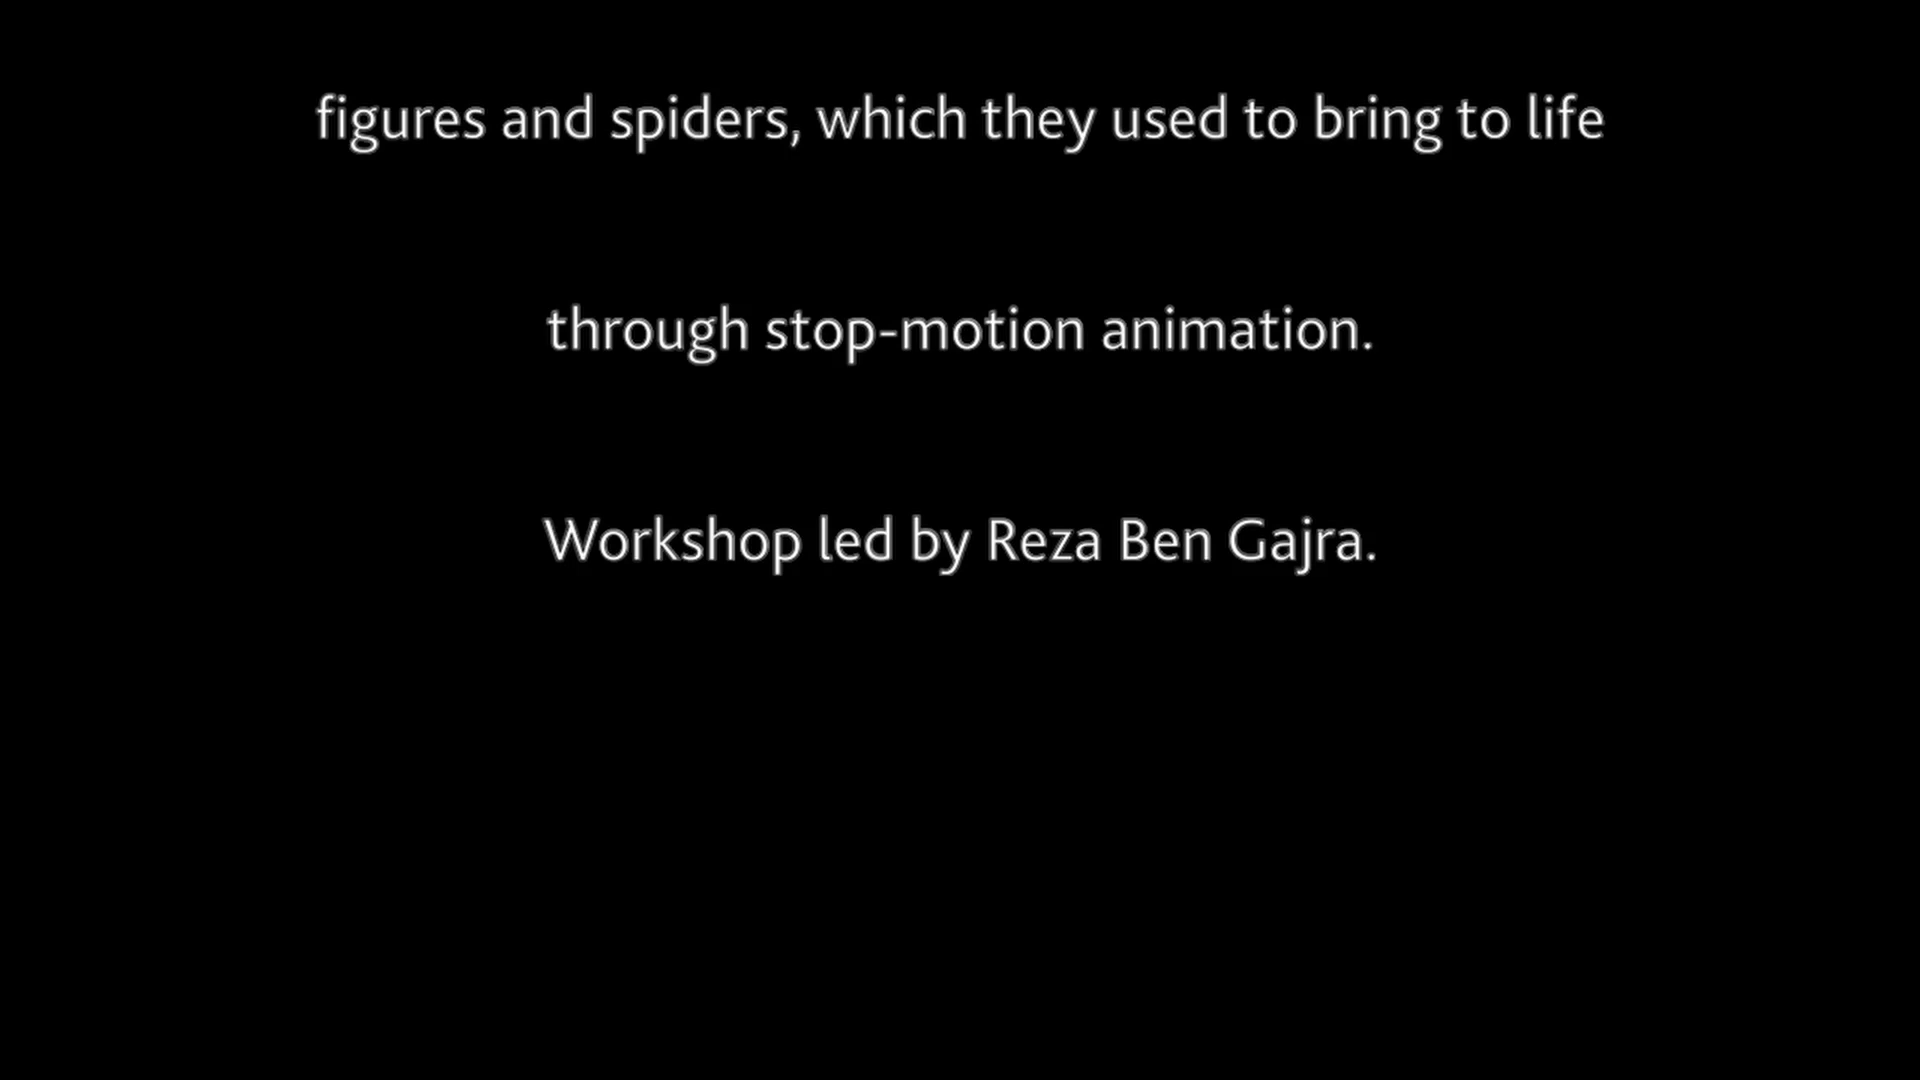 figures and spiders, which they used to bring to life
through stop-motion animation.
Workshop led by Reza Ben Gajra.